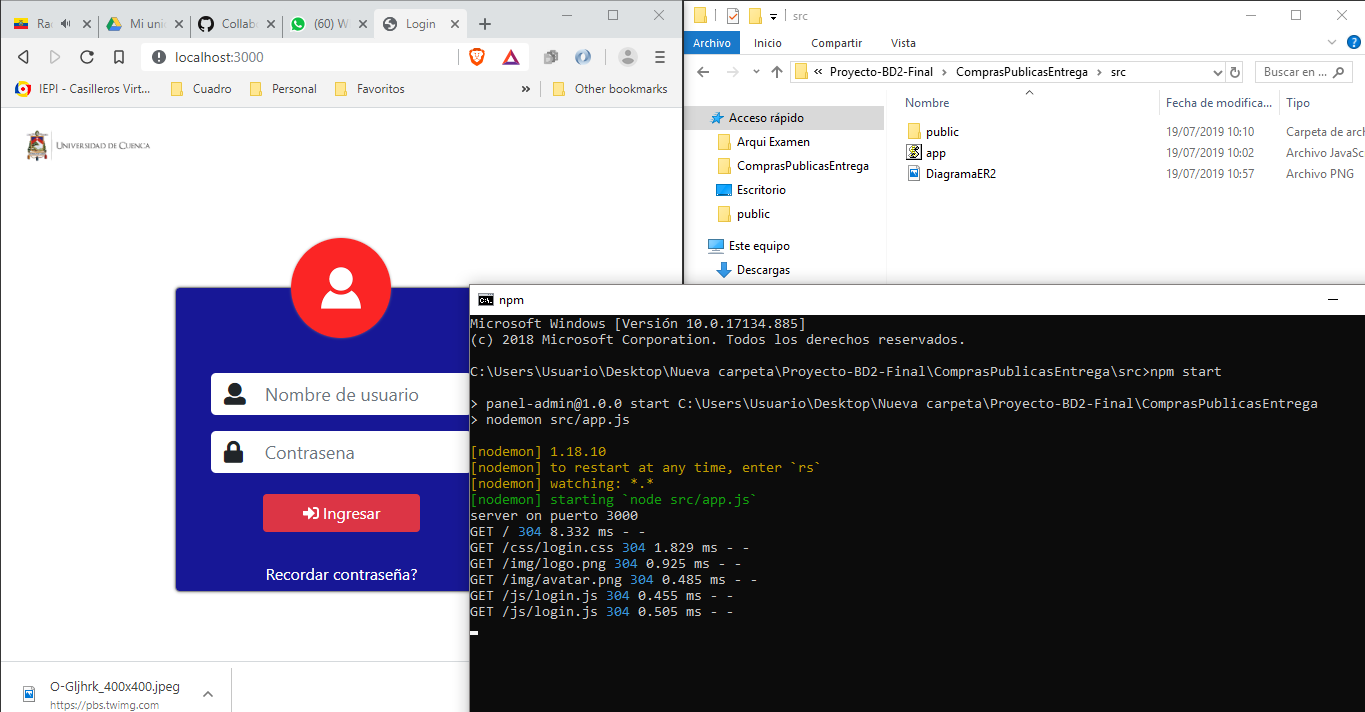 Ra
Mi uni
Collab
(60) W
Login
localhost:3000
IEPI - Casilleros Virt...
Cuadro
Personal
Favoritos
»
Other bookmarks
UNIVERSIDAD DE CUENCA
Nombre de usuario
Contrasena
Ingresar
Recordar contraseña?
O-Gljhrk_400x400.jpeg
https://pbs.twimg.com
src
Archivo
Inicio
Compartir
Vista
« Proyecto-BD2-Final > ComprasPublicasEntrega > src
Buscar en ...
Nombre
Fecha de modifica...
Tipo
Acceso rápido
Arqui Examen
ComprasPublicasEntrega
Escritorio
public
Este equipo
Descargas
public 19/07/2019 10:10 Carpeta de arch
app 19/07/2019 10:02 Archivo JavaSc
DiagramaER2 19/07/2019 10:57 Archivo PNG
npm
Microsoft Windows [Versión 10.0.17134.885]
(c) 2018 Microsoft Corporation. Todos los derechos reservados.
C:\Users\Usuario\Desktop\Nueva carpeta\Proyecto-BD2-Final\ComprasPublicasEntrega\src>npm start
> panel-admin@1.0.0 start C:\Users\Usuario\Desktop\Nueva carpeta\Proyecto-BD2-Final\ComprasPublicasEntrega
> nodemon src/app.js
[nodemon] 1.18.10
[nodemon] to restart at any time, enter `rs`
[nodemon] watching: *.*
[nodemon] starting `node src/app.js`
server on puerto 3000
GET / 304 8.332 ms - -
GET /css/login.css 304 1.829 ms - -
GET /img/logo.png 304 0.925 ms - -
GET /img/avatar.png 304 0.485 ms - -
GET /js/login.js 304 0.455 ms - -
GET /js/login.js 304 0.505 ms - -